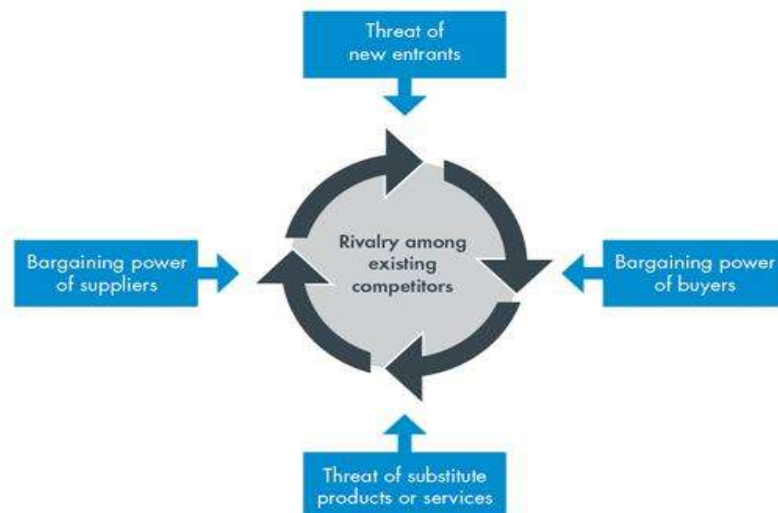 Threat of
new entrants
Bargaining power
of suppliers
Rivalry among
existing
competitors
Bargaining power
of buyers
Threat of substitute
products or services